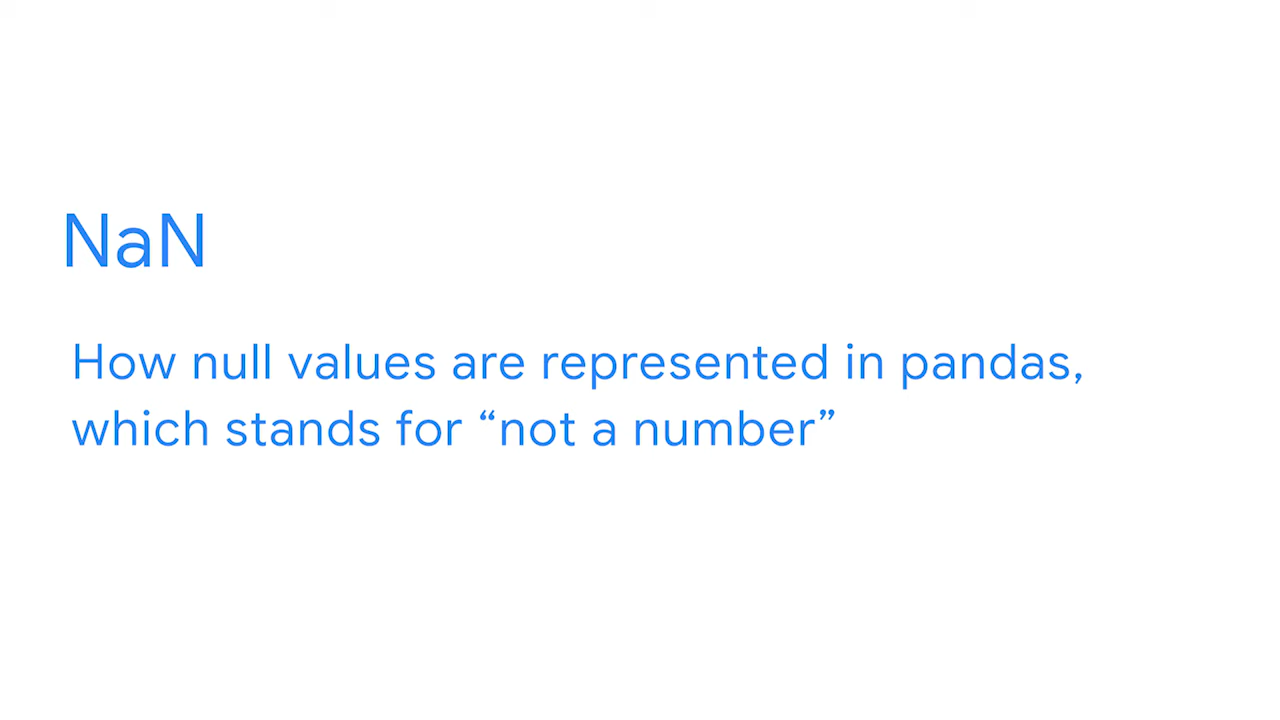 NaN
How null values are represented in pandas,
which stands for “not a number”